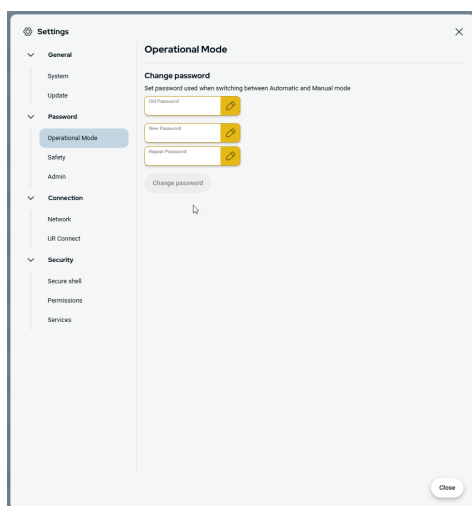 Settings
General
System
Update
Password
Operational Mode
Safety
Admin
Connection
Network
UR Connect
Security
Secure shell
Permissions
Services
Operational Mode
Change password
Set password used when switching between Automatic and Manual mode
Old Password
New Password
Repeat Password
Change password
Close